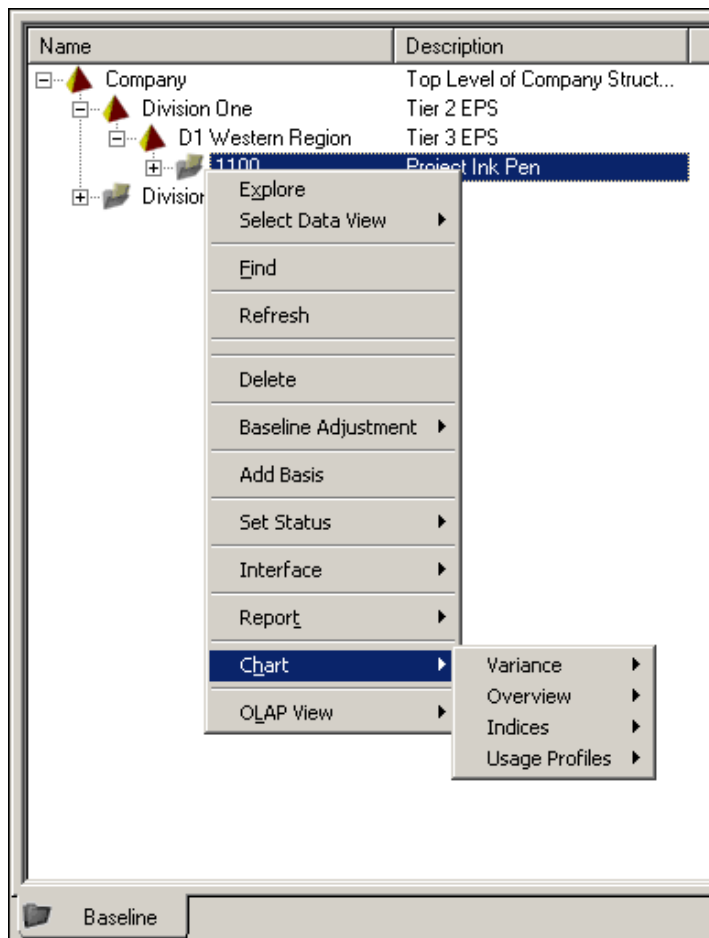 Name Description
Company Top Level of Company Struct...
Division One Tier 2 EPS
D1 Western Region Tier 3 EPS
1100 Project Ink Pen
Division
Explore
Select Data View
Find
Refresh
Delete
Baseline Adjustment
Add Basis
Set Status
Interface
Report
Chart
OLAP View
Variance
Overview
Indices
Usage Profiles
Baseline